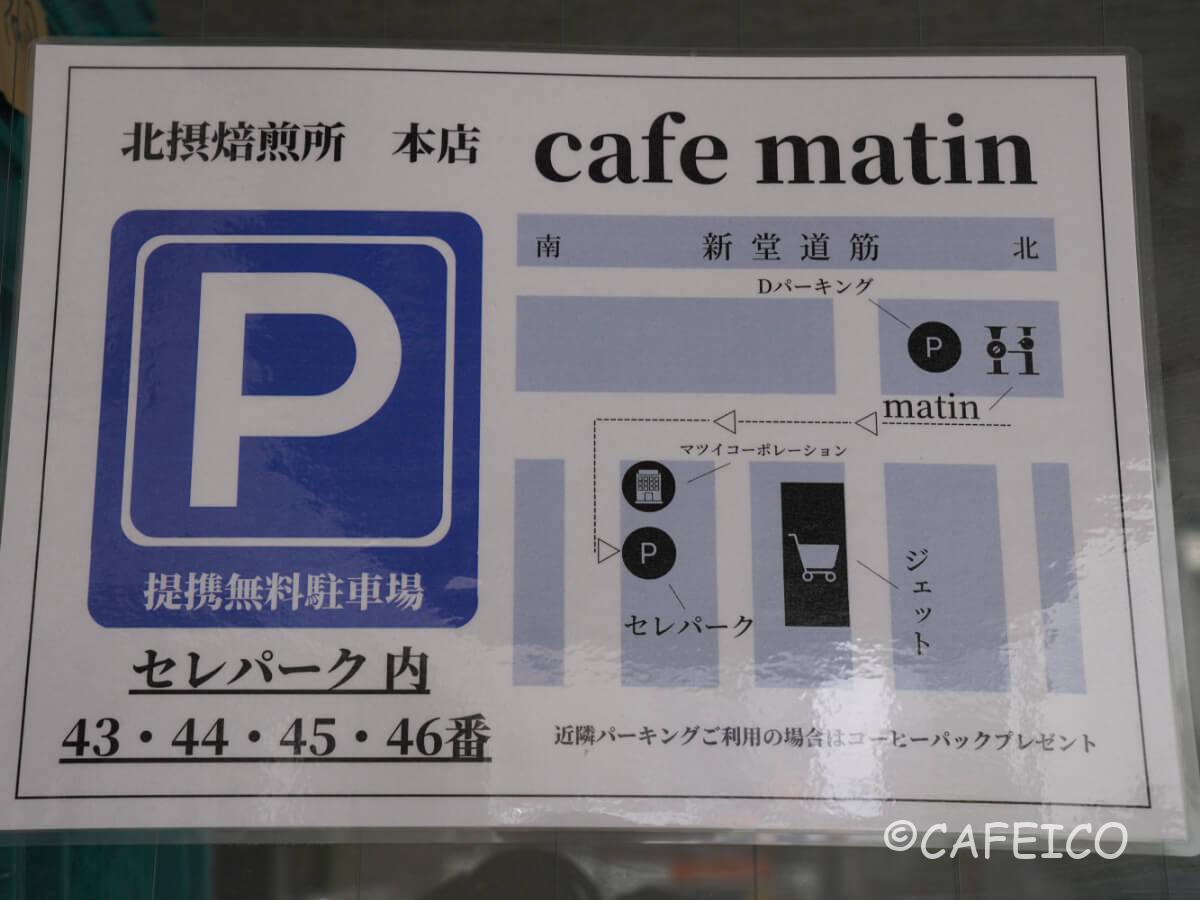 北摂焙煎所　本店
cafe matin
P
提携無料駐車場
セレパーク内
43・44・45・46番
南 新堂道筋 北
Dパーキング
P
matin
マツイコーポレーション
P
セレパーク
ジェット
近隣パーキングご利用の場合はコーヒーパックプレゼント
©CAFEICO